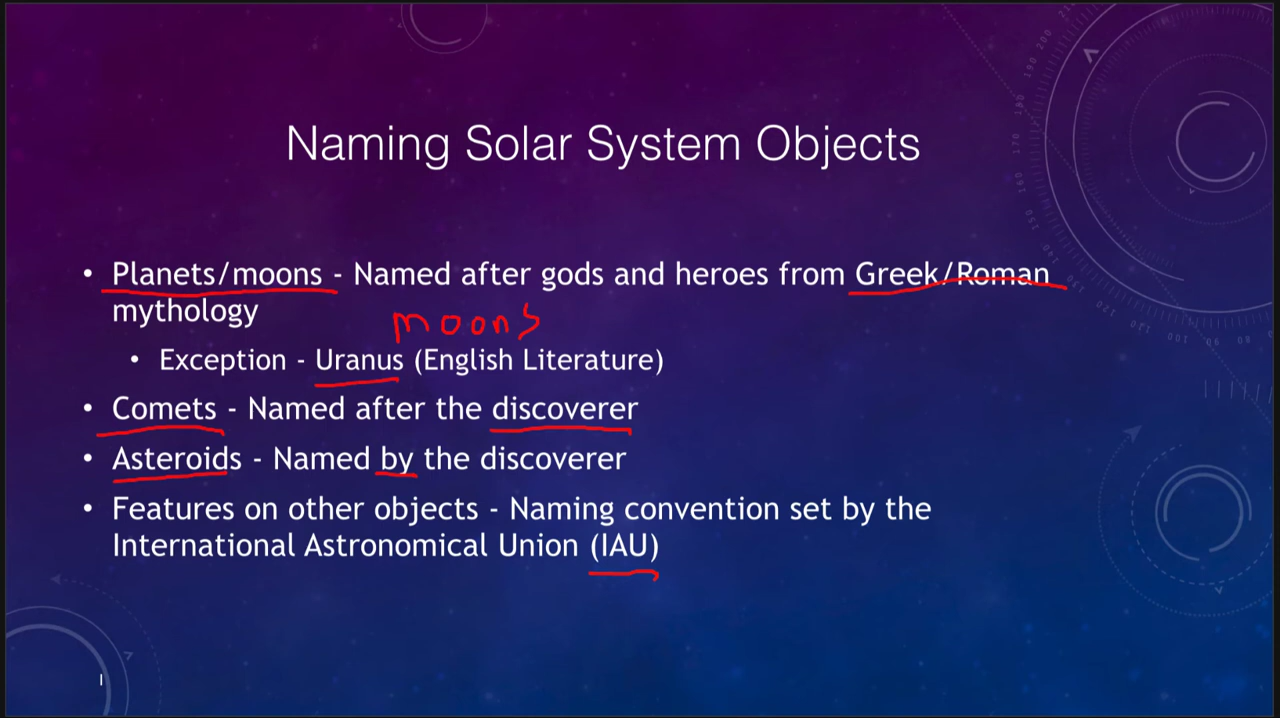 Naming Solar System Objects
• Planets/moons - Named after gods and heroes from Greek/Roman
mythology
moons
• Exception - Uranus (English Literature)
• Comets - Named after the discoverer
• Asteroids - Named by the discoverer
• Features on other objects - Naming convention set by the
International Astronomical Union (IAU)